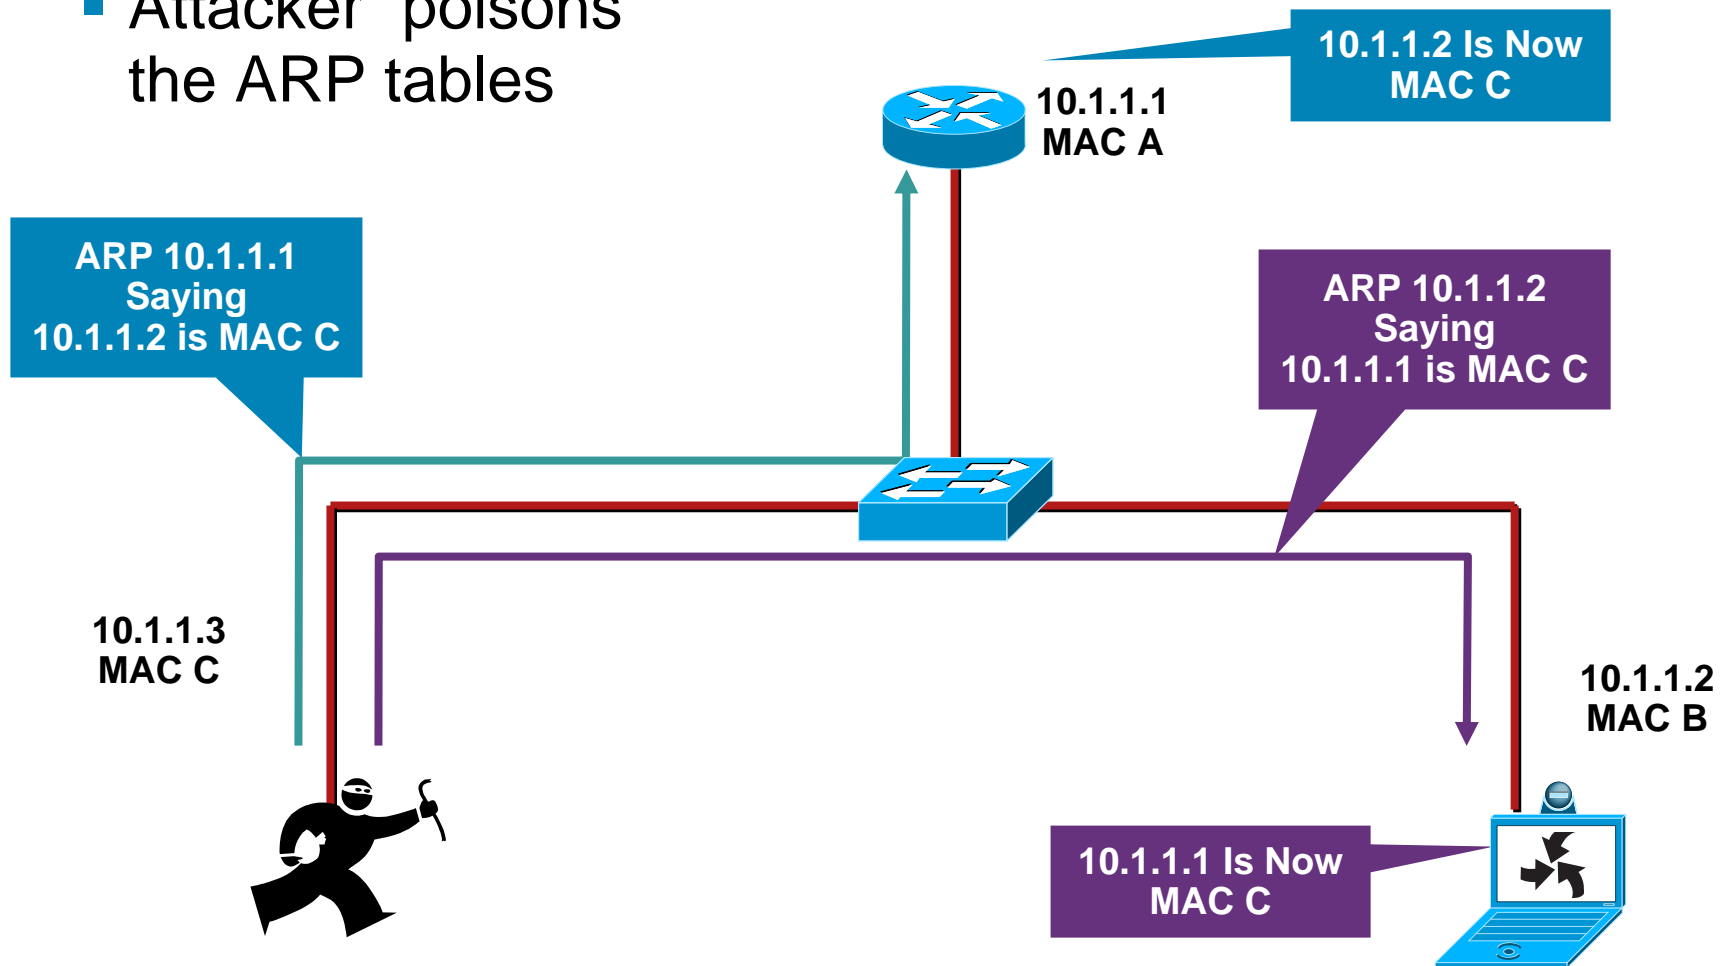 Attacker poisons
the ARP tables
10.1.1.2 Is Now
MAC C
10.1.1.1
MAC A
ARP 10.1.1.1
Saying
10.1.1.2 is MAC C
ARP 10.1.1.2
Saying
10.1.1.1 is MAC C
10.1.1.3
MAC C
10.1.1.2
MAC B
10.1.1.1 Is Now
MAC C